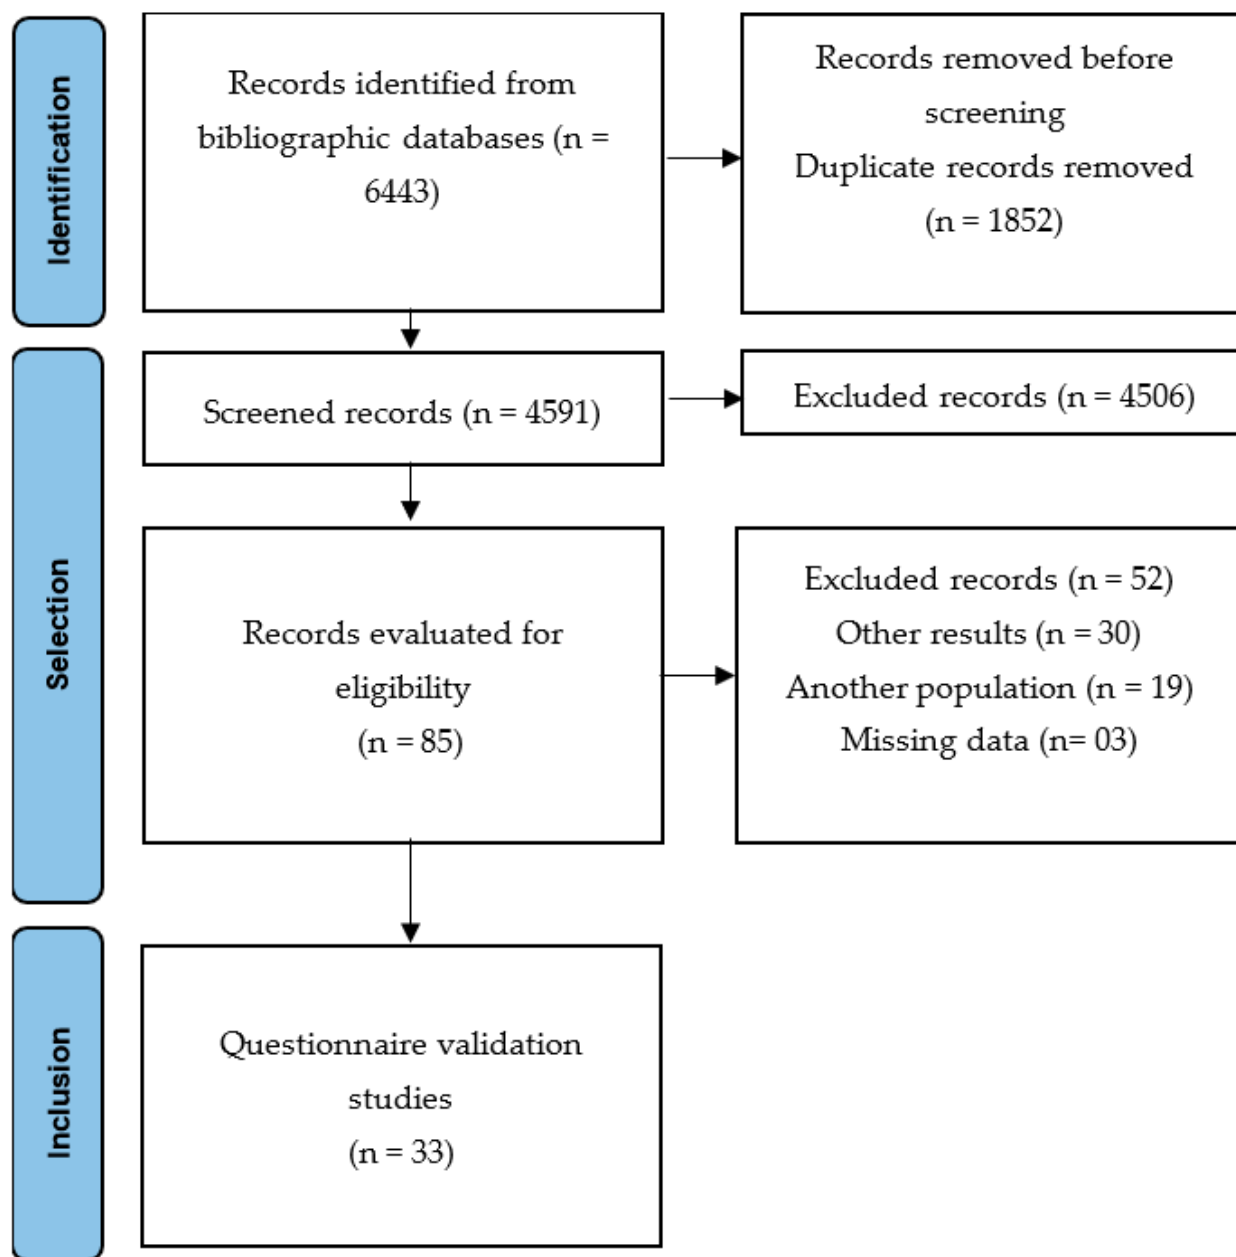 Identification
Records identified from
bibliographic databases (n =
6443)
Records removed before
screening
Duplicate records removed
(n = 1852)
Selection
Screened records (n = 4591)
Excluded records (n = 4506)
Records evaluated for
eligibility
(n = 85)
Excluded records (n = 52)
Other results (n = 30)
Another population (n = 19)
Missing data (n= 03)
Inclusion
Questionnaire validation
studies
(n = 33)